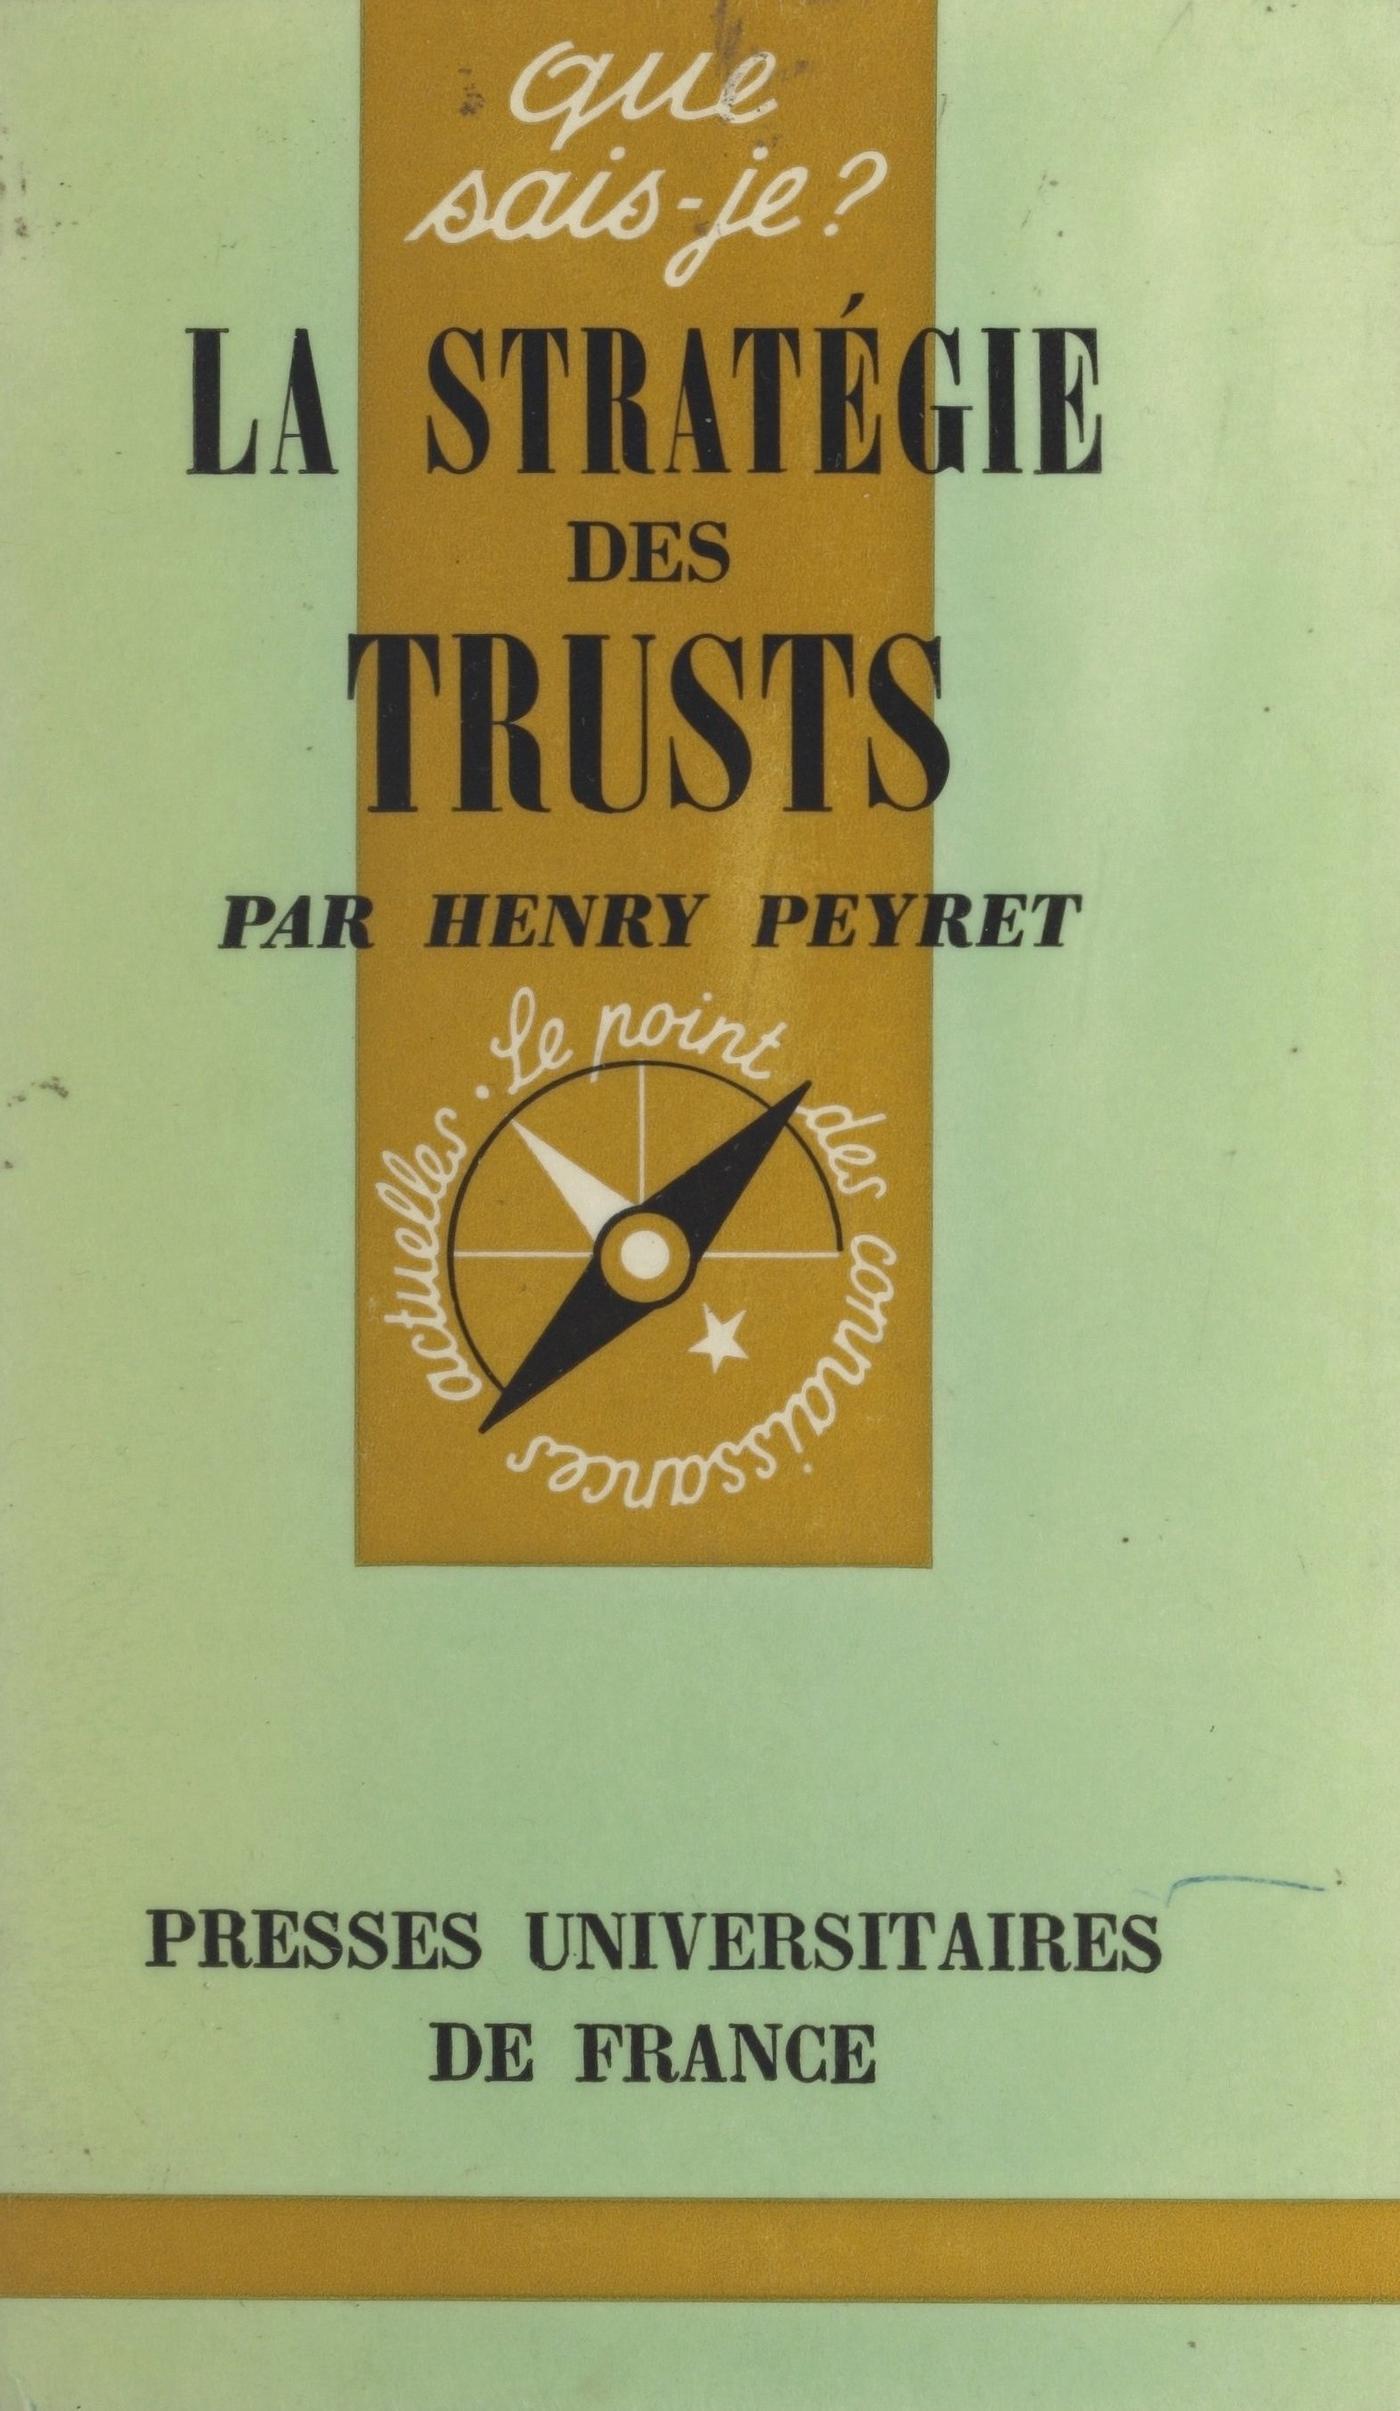 que
sais-je?
LA STRATÉGIE
DES
TRUSTS
PAR HENRY PEYRET
Le point des connaissances actuelles.
PRESSES UNIVERSITAIRES
DE FRANCE